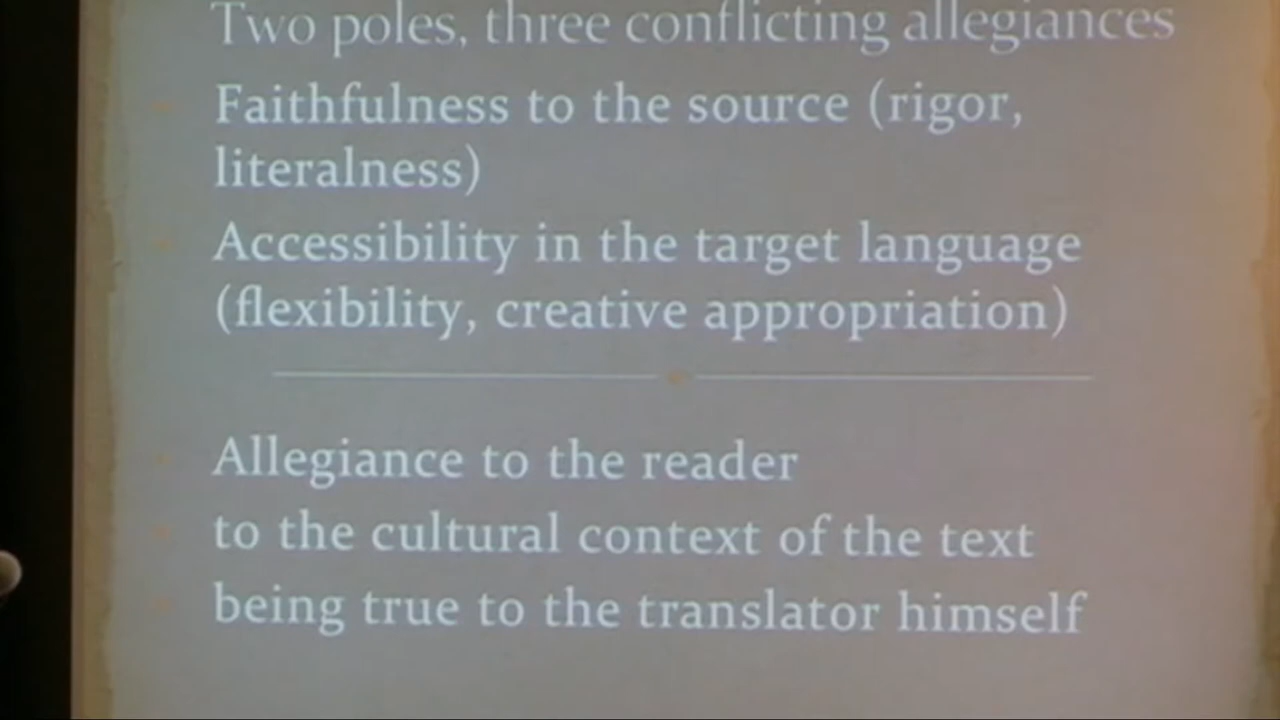 Two poles, three conflicting allegiances
Faithfulness to the source (rigor,
literalness)
Accessibility in the target language
(flexibility, creative appropriation)
Allegiance to the reader
to the cultural context of the text
being true to the translator himself